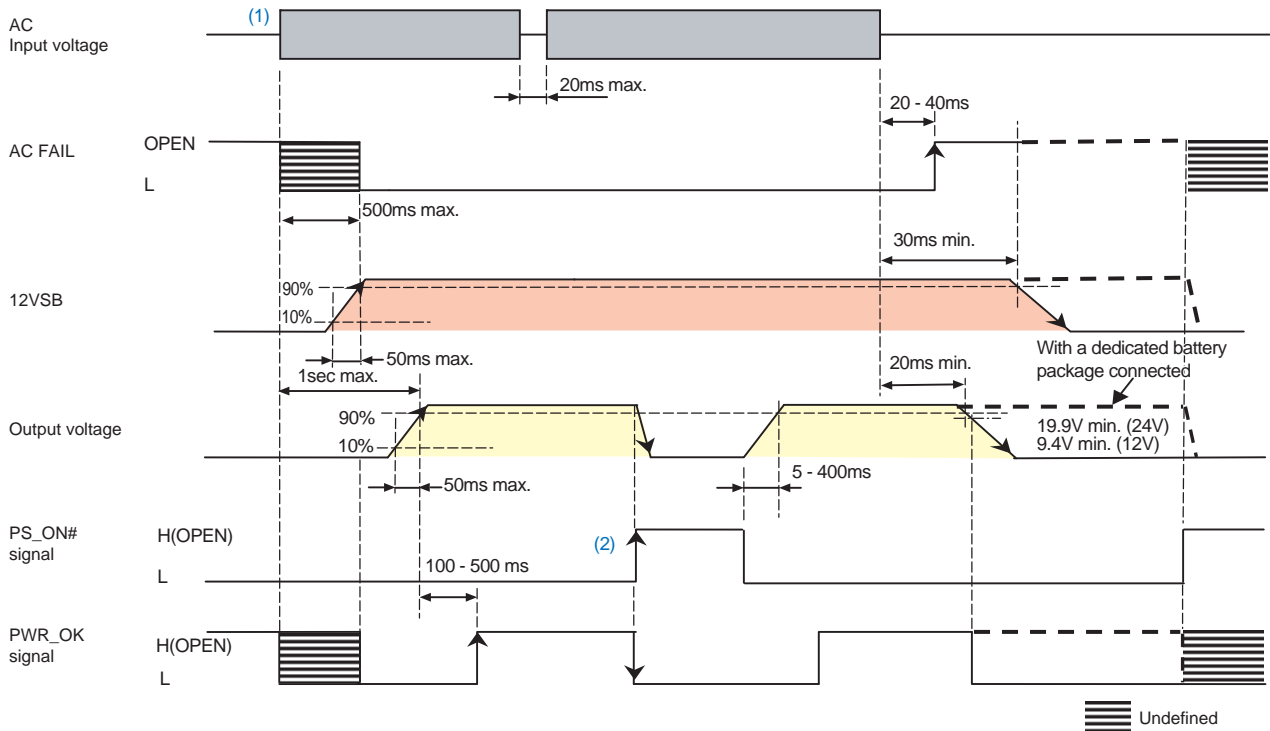 (1)
AC
Input voltage
20ms max.
20 - 40ms
AC FAIL
OPEN
L
500ms max.
30ms min.
12VSB
90%
10%
50ms max.
1sec max.
20ms min.
With a dedicated battery
package connected
Output voltage
90%
10%
19.9V min. (24V)
9.4V min. (12V)
50ms max.
5 - 400ms
PS_ON#
signal
H(OPEN)
L
(2)
100 - 500 ms
PWR_OK
signal
H(OPEN)
L
Undefined